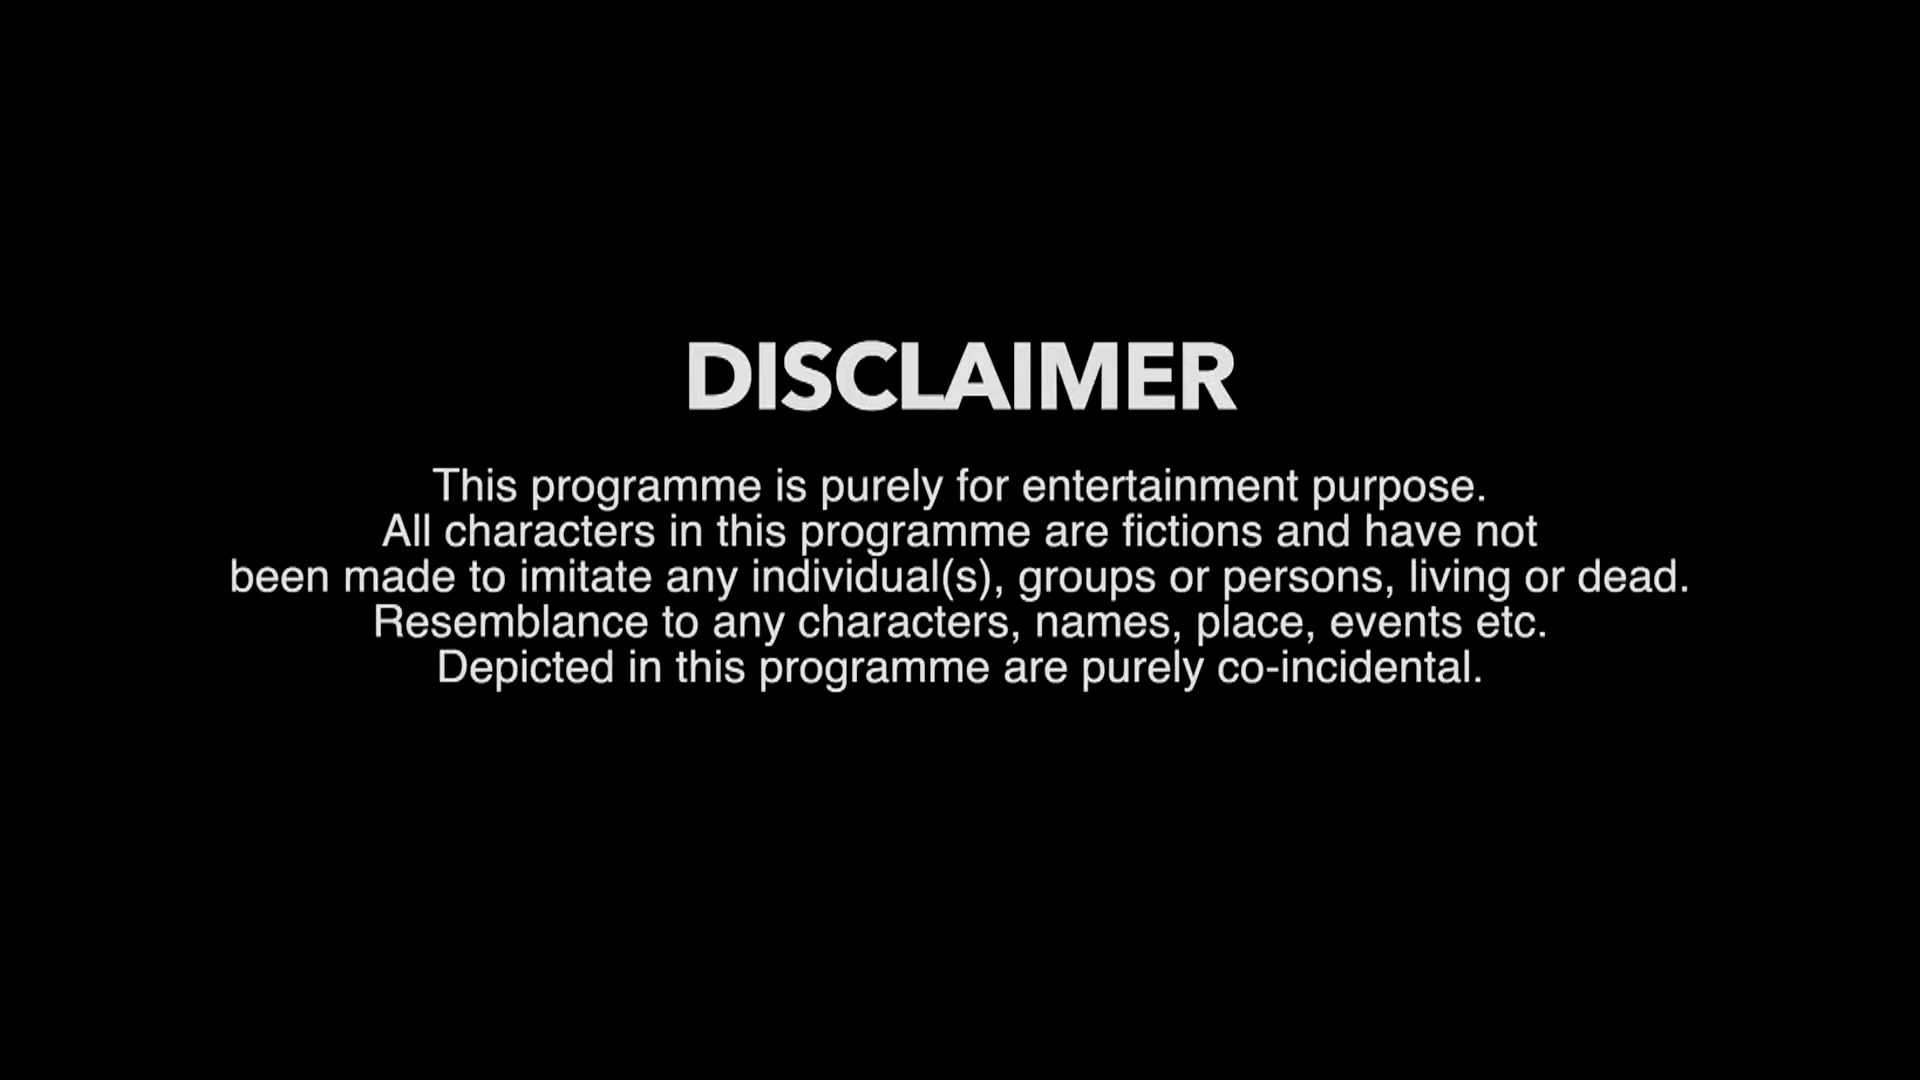 DISCLAIMER
This programme is purely for entertainment purpose.
All characters in this programme are fictions and have not
been made to imitate any individual(s), groups or persons, living or dead.
Resemblance to any characters, names, place, events etc.
Depicted in this programme are purely co-incidental.